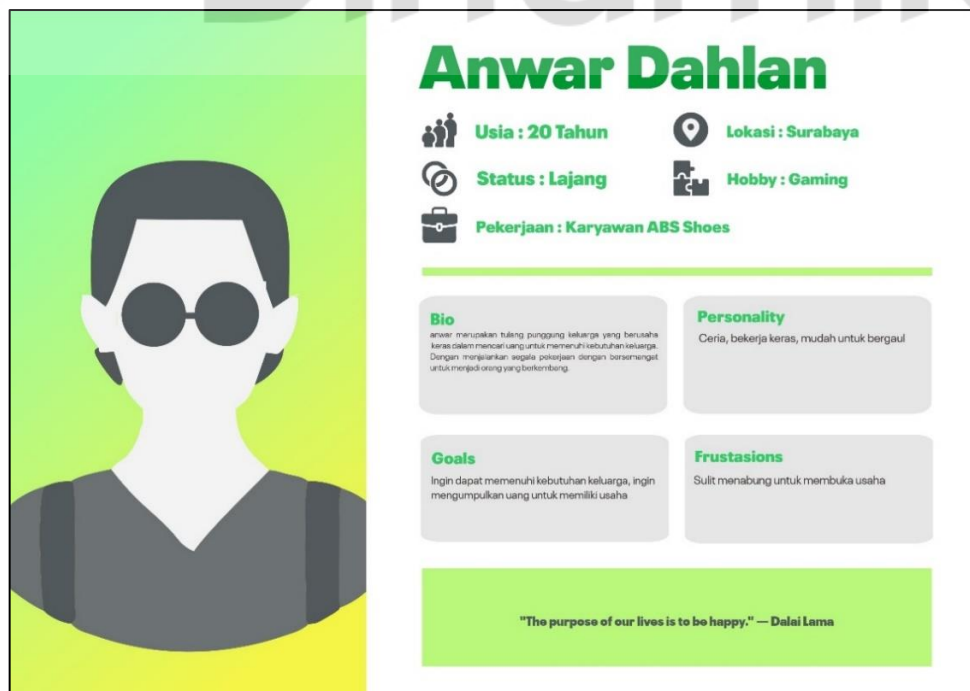 Anwar Dahlan
Usia : 20 Tahun
Lokasi : Surabaya
Status : Lajang
Hobby : Gaming
Pekerjaan : Karyawan ABS Shoes
Bio
anwar merupakan tulang punggung keluarga yang berusaha
keras dalam mencari uang untuk memenuhi kebutuhan keluarga.
Dengan menjalankan segala pekerjaan dengan bersemengat
untuk menjadi orang yang berkembang.
Personality
Ceria, bekerja keras, mudah untuk bergaul
Goals
Ingin dapat memenuhi kebutuhan keluarga, ingin
mengumpulkan uang untuk memiliki usaha
Frustasions
Sulit menabung untuk membuka usaha
"The purpose of our lives is to be happy." — Dalai Lama